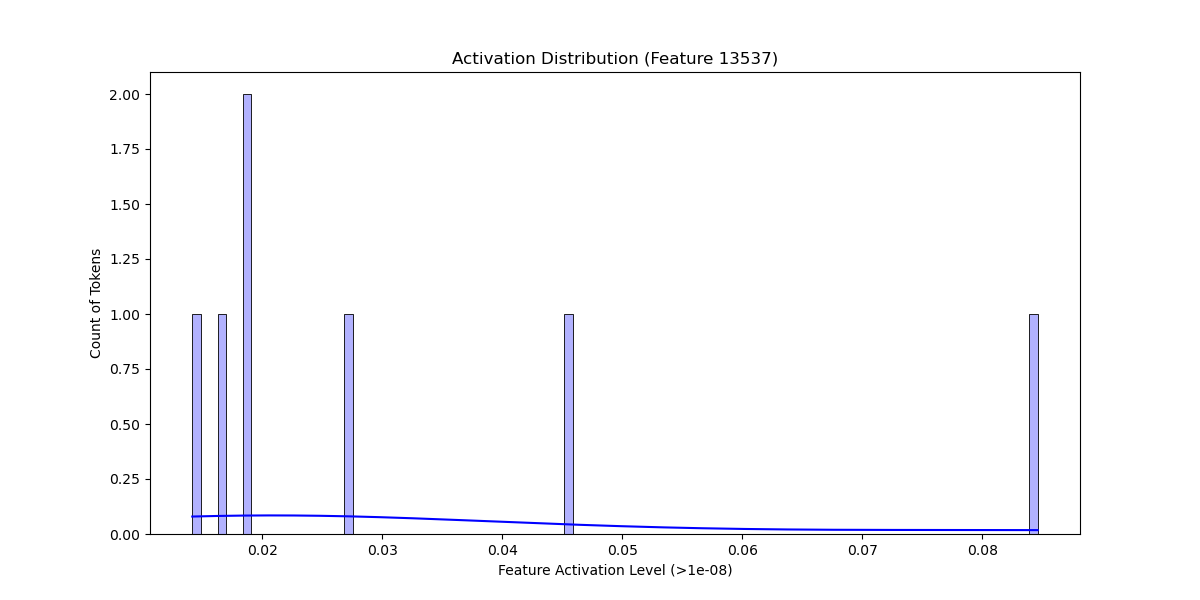 Activation Distribution (Feature 13537)
Count of Tokens
2.00
1.75
1.50
1.25
1.00
0.75
0.50
0.25
0.00
0.02 0.03 0.04 0.05 0.06 0.07 0.08
Feature Activation Level (>1e-08)